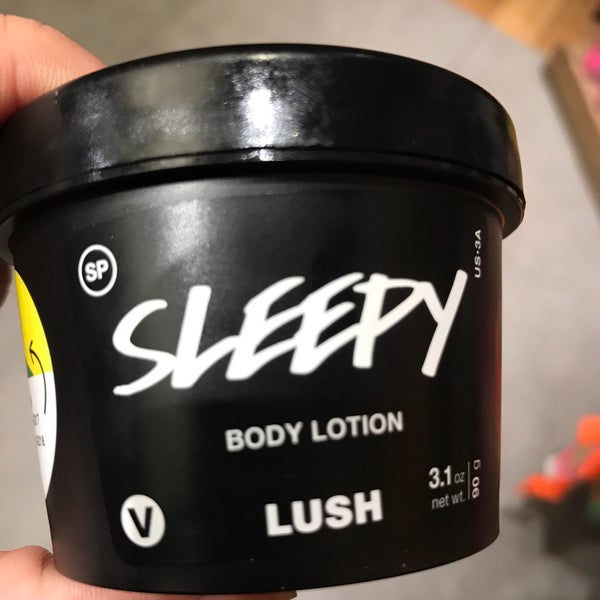 SP
SLEEPY
US-3A
BODY LOTION
3.1 oz
net wt.
90 g
V
LUSH